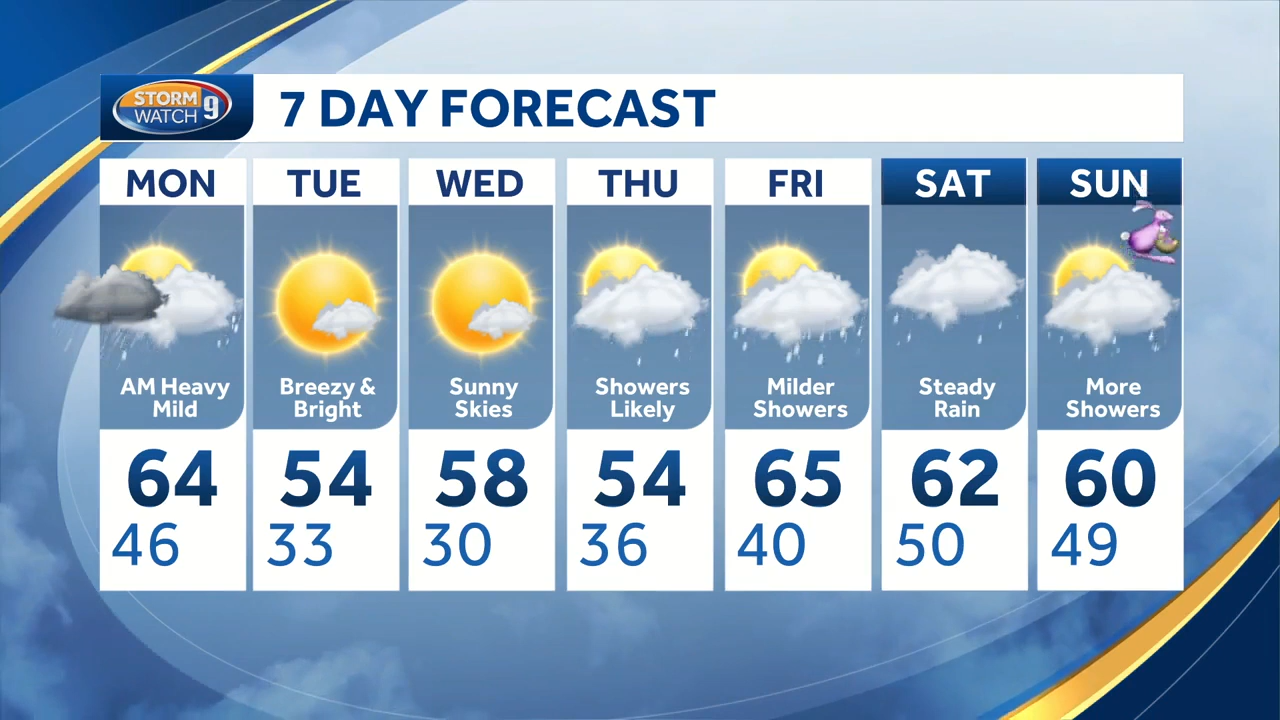 STORM
WATCH 9
7 DAY FORECAST
MON
TUE
WED
THU
FRI
SAT
SUN
AM Heavy
Mild
Breezy &
Bright
Sunny
Skies
Showers
Likely
Milder
Showers
Steady
Rain
More
Showers
64
54
58
54
65
62
60
46
33
30
36
40
50
49